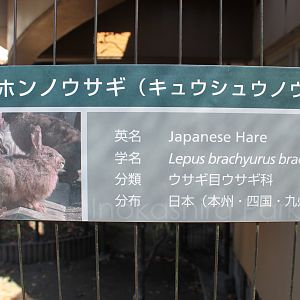 ホンノウサギ（キュウシュウノウ
英名 Japanese Hare
学名 Lepus brachyurus brac
分類 ウサギ目ウサギ科
分布 日本（本州・四国・九